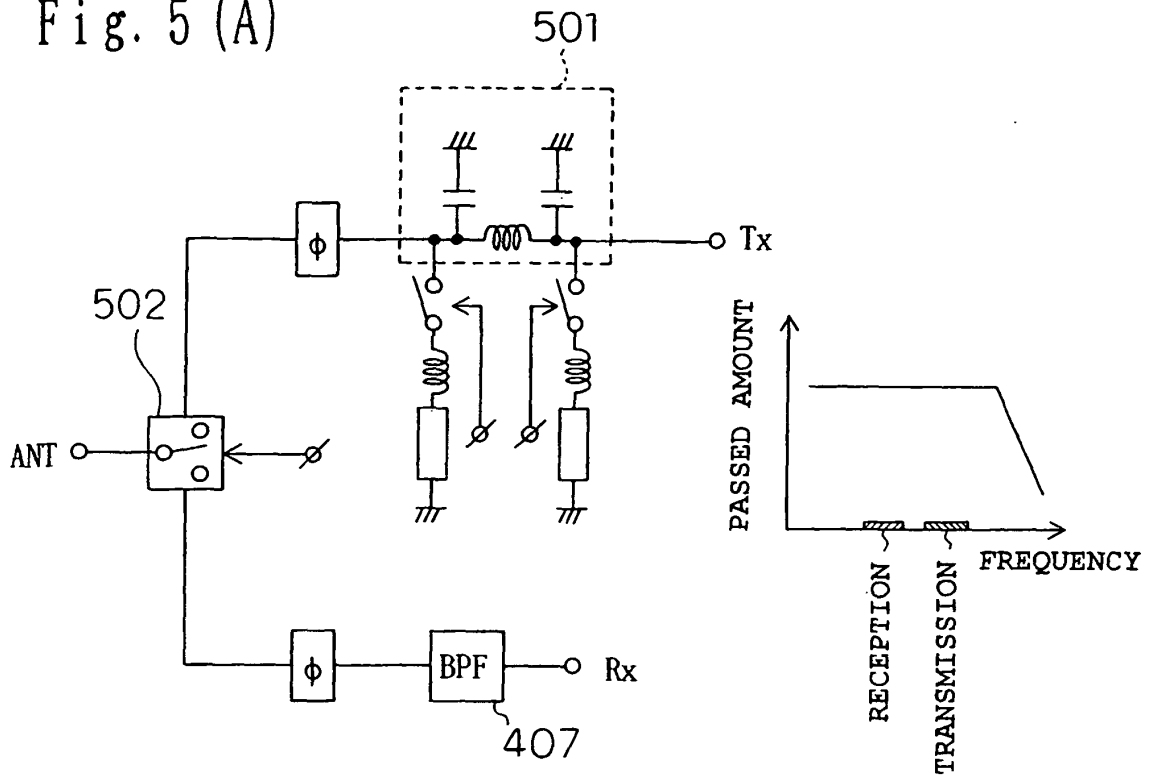 Fig. 5 (A)
501
ϕ
Tx
502
ANT
PASSED AMOUNT
FREQUENCY
RECEPTION
TRANSMISSION
ϕ
BPF
Rx
407